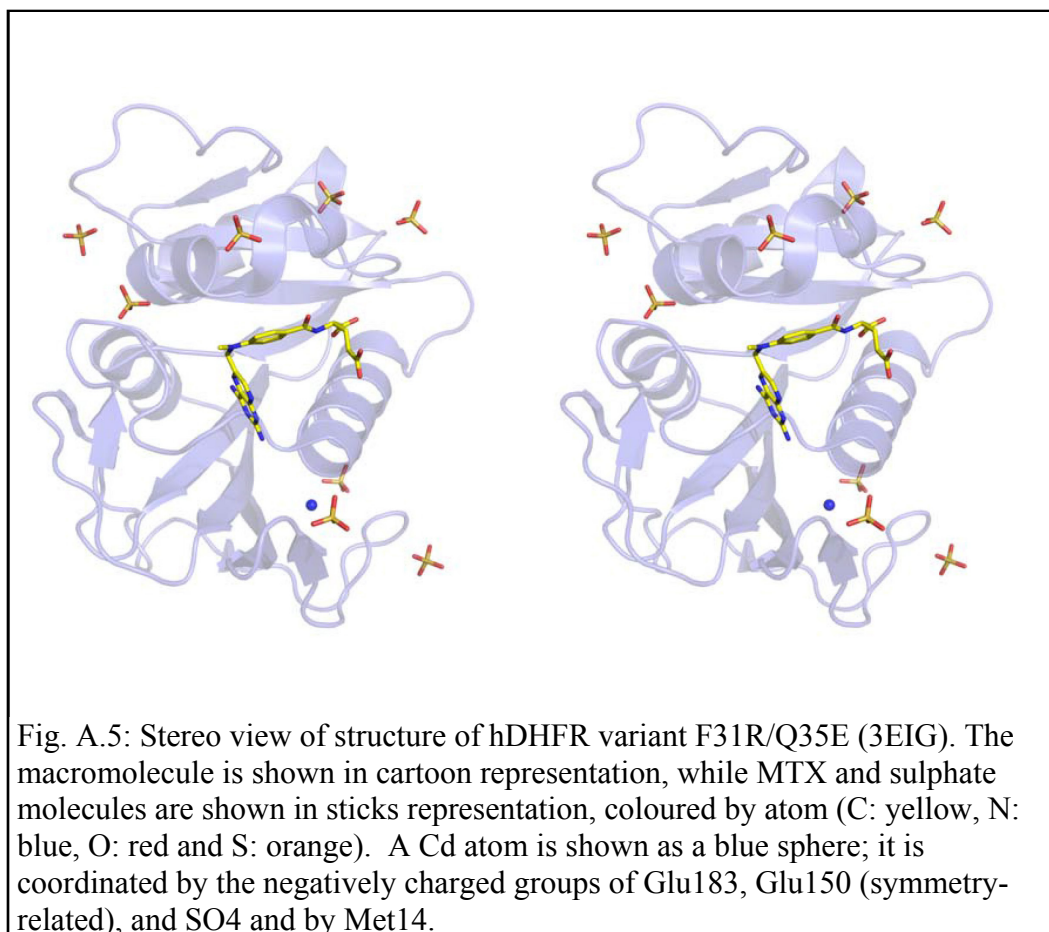 Fig. A.5: Stereo view of structure of hDHFR variant F31R/Q35E (3EIG). The
macromolecule is shown in cartoon representation, while MTX and sulphate
molecules are shown in sticks representation, coloured by atom (C: yellow, N:
blue, O: red and S: orange).  A Cd atom is shown as a blue sphere; it is
coordinated by the negatively charged groups of Glu183, Glu150 (symmetry-
related), and SO4 and by Met14.